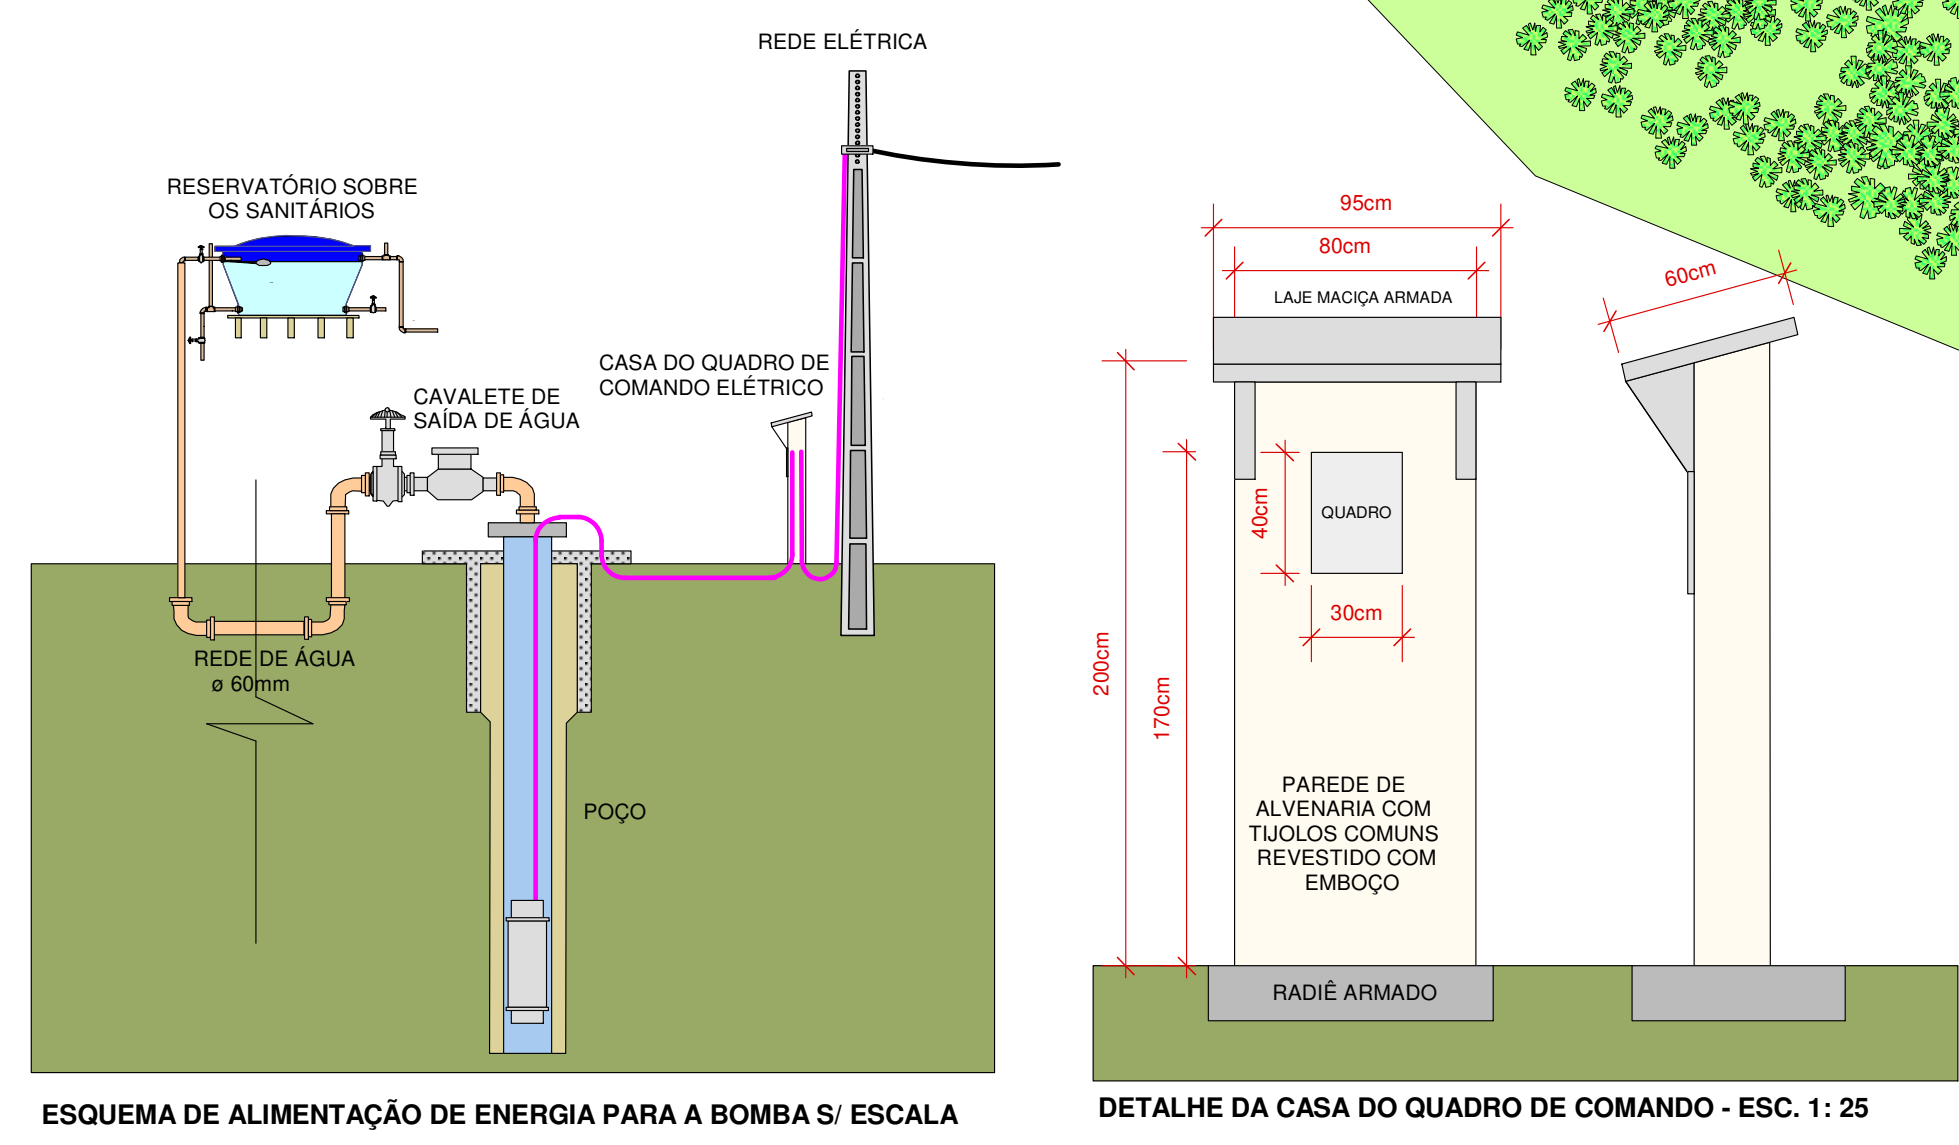 REDE ELÉTRICA
RESERVATÓRIO SOBRE
OS SANITÁRIOS
CASA DO QUADRO DE
COMANDO ELÉTRICO
CAVALETE DE
SAÍDA DE ÁGUA
REDE DE ÁGUA
ø 60mm
POÇO
ESQUEMA DE ALIMENTAÇÃO DE ENERGIA PARA A BOMBA S/ ESCALA
95cm
80cm
LAJE MACIÇA ARMADA
60cm
40cm
QUADRO
30cm
200cm
170cm
PAREDE DE
ALVENARIA COM
TIJOLOS COMUNS
REVESTIDO COM
EMBOÇO
RADIÊ ARMADO
DETALHE DA CASA DO QUADRO DE COMANDO - ESC. 1: 25